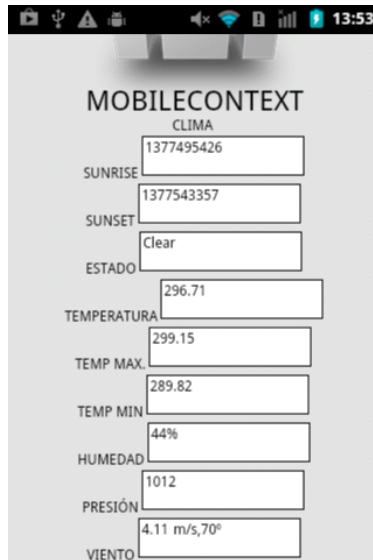 13:53
MOBILECONTEXT
CLIMA
SUNRISE 1377495426
SUNSET 1377543357
ESTADO Clear
TEMPERATURA 296.71
TEMP MAX. 299.15
TEMP MIN 289.82
HUMEDAD 44%
PRESIÓN 1012
VIENTO 4.11 m/s,70º